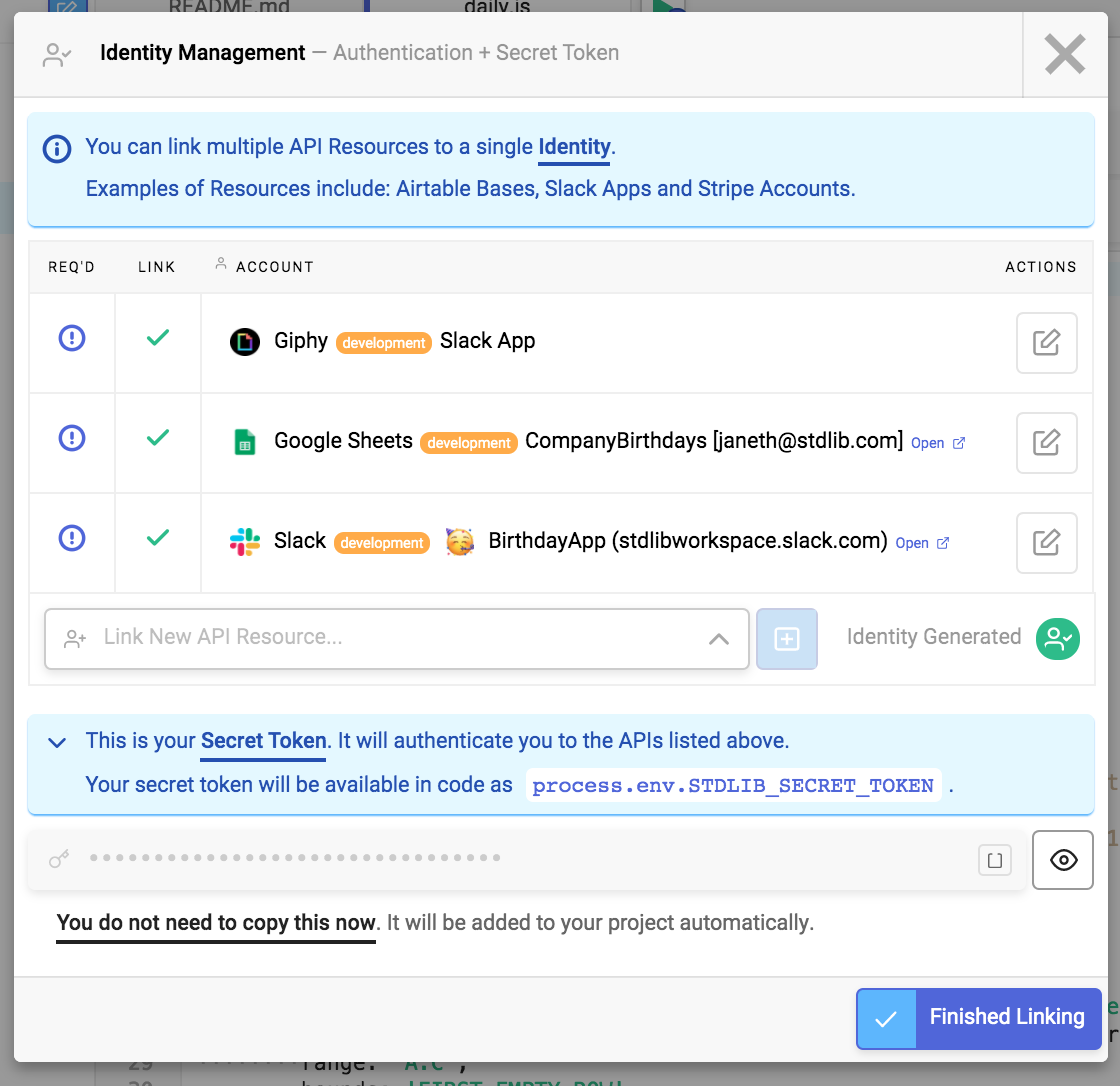 README.md
daily.js
Identity Management — Authentication + Secret Token
You can link multiple API Resources to a single Identity.
Examples of Resources include: Airtable Bases, Slack Apps and Stripe Accounts.
REQ'D LINK ACCOUNT ACTIONS
Giphy development Slack App
Google Sheets development CompanyBirthdays [janeth@stdlib.com] Open
Slack development BirthdayApp (stdlibworkspace.slack.com) Open
Link New API Resource...
Identity Generated
This is your Secret Token. It will authenticate you to the APIs listed above.
Your secret token will be available in code as process.env.STDLIB_SECRET_TOKEN .
You do not need to copy this now. It will be added to your project automatically.
Finished Linking
29 range: